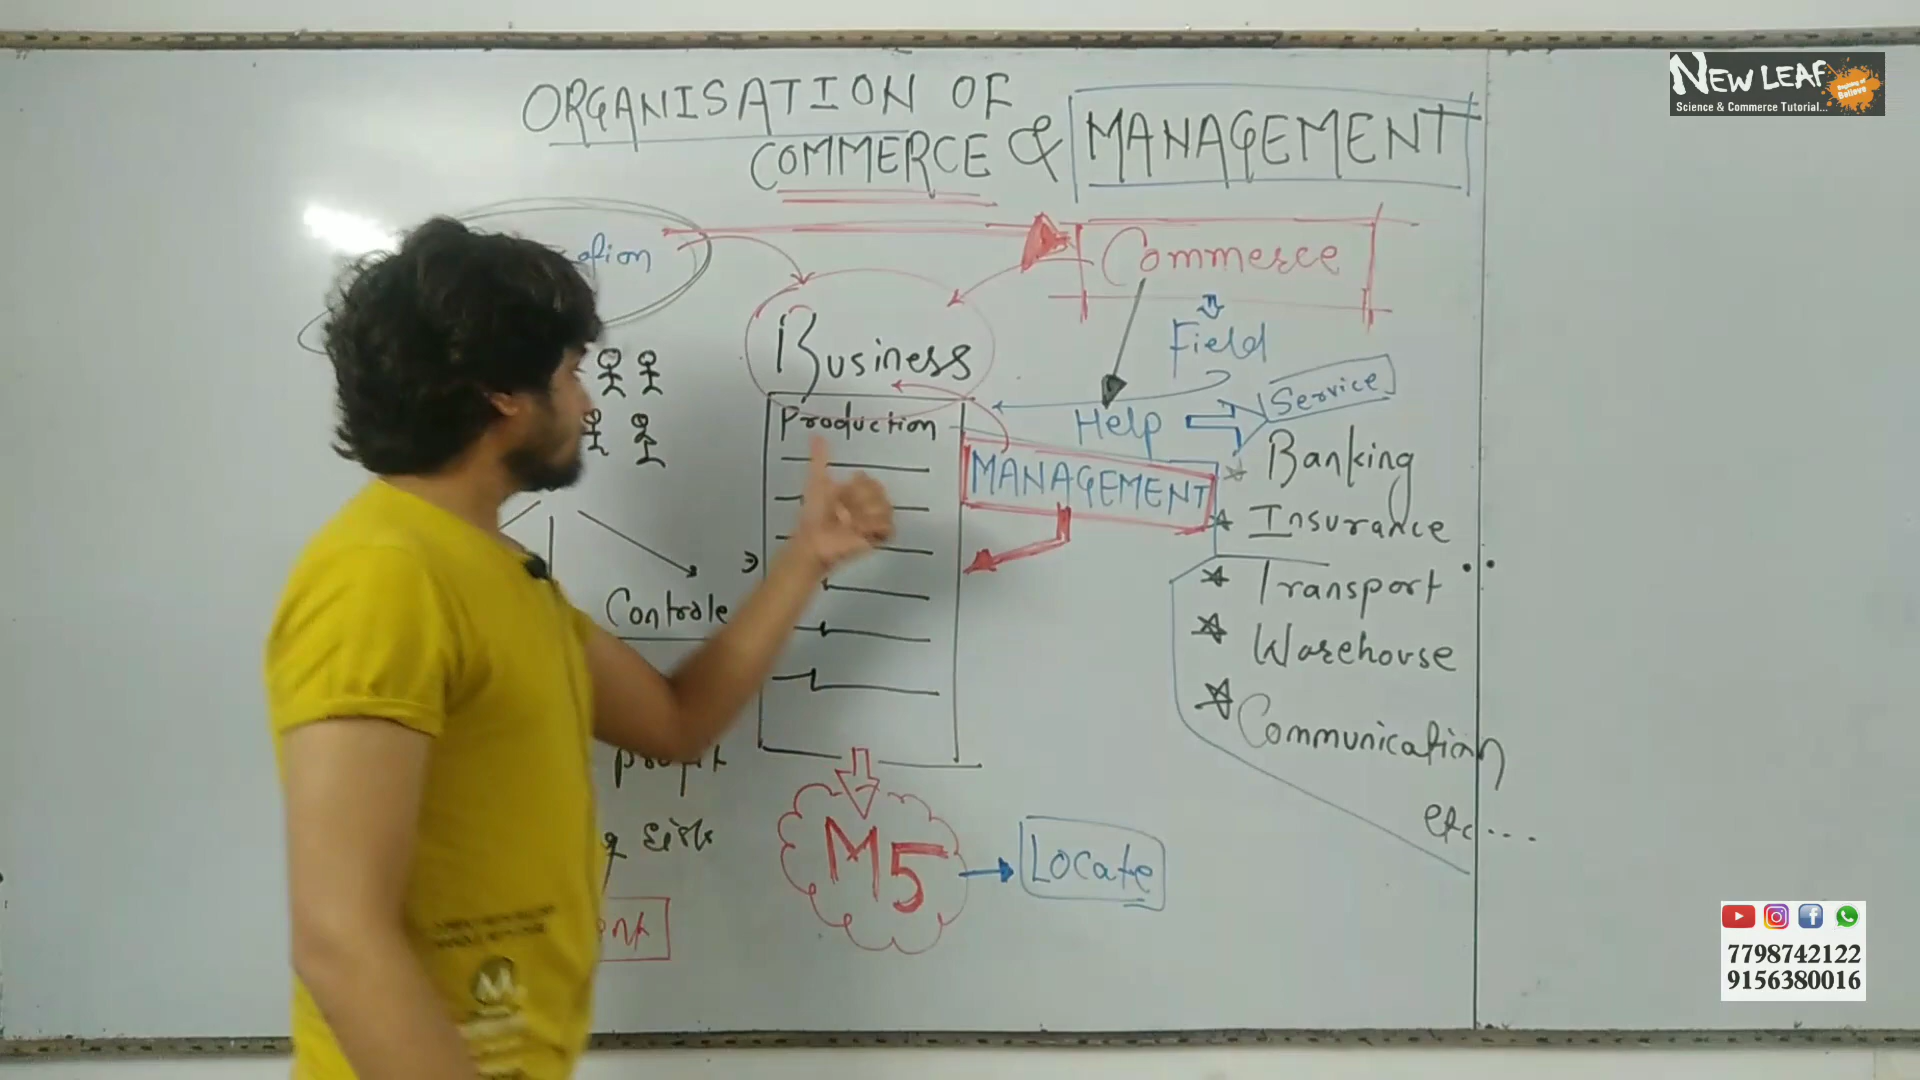 ORGANISATION OF
COMMERCE & MANAGEMENT
NEW LEAF
Science & Commerce Tutorial...
Commerce
Field
Business
Production
MANAGEMENT
Help
Service
Banking
Insurance
Transport
Warehouse
Communication
etc...
Controle
profit
M5
Locate
7798742122
9156380016